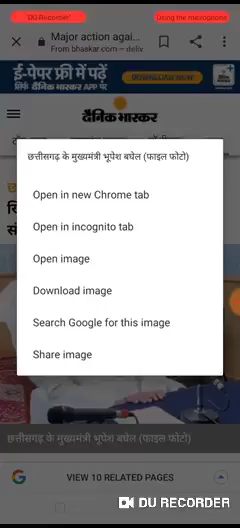 "DU Recorder"
Using the microphone
Major action agai...
From bhaskar.com – deliv
ई-पेपर फ्री में पढ़ें
सिर्फ दैनिक भास्कर APP पर
DOWNLOAD NOW
दैनिक भास्कर
छत्तीसगढ़ के मुख्यमंत्री भूपेश बघेल (फाइल फोटो)
Open in new Chrome tab
Open in incognito tab
Open image
Download image
Search Google for this image
Share image
छत्तीसगढ़ के मुख्यमंत्री भूपेश बघेल (फाइल फोटो)
VIEW 10 RELATED PAGES
DU RECORDER